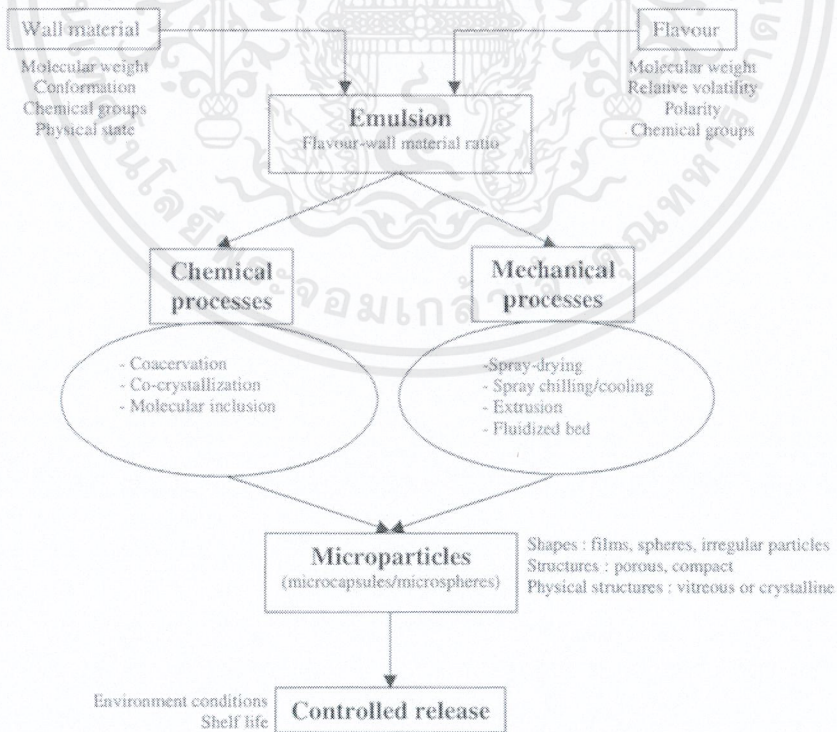 Wall material
Molecular weight
Conformation
Chemical groups
Physical state
Flavour
Molecular weight
Relative volatility
Polarity
Chemical groups
Emulsion
Flavour-wall material ratio
Chemical
processes
Mechanical
processes
- Coacervation
- Co-crystallization
- Molecular inclusion
-Spray-drying
- Spray chilling/cooling
- Extrusion
- Fluidized bed
Microparticles
(microcapsules/microspheres)
Shapes : films, spheres, irregular particles
Structures : porous, compact
Physical structures : vitreous or crystalline
Environment conditions
Shelf life
Controlled release